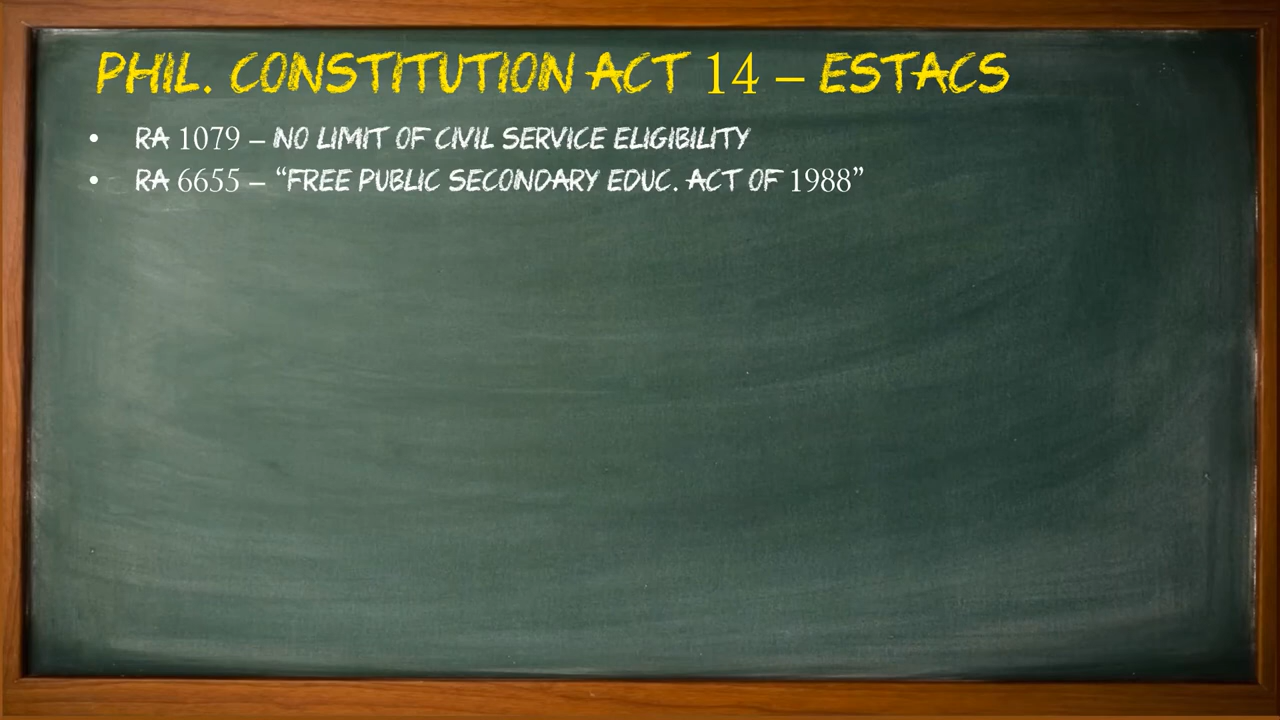 PHIL. CONSTITUTION ACT 14 – ESTACS
• RA 1079 – NO LIMIT OF CIVIL SERVICE ELIGIBILITY
• RA 6655 – “FREE PUBLIC SECONDARY EDUC. ACT OF 1988”